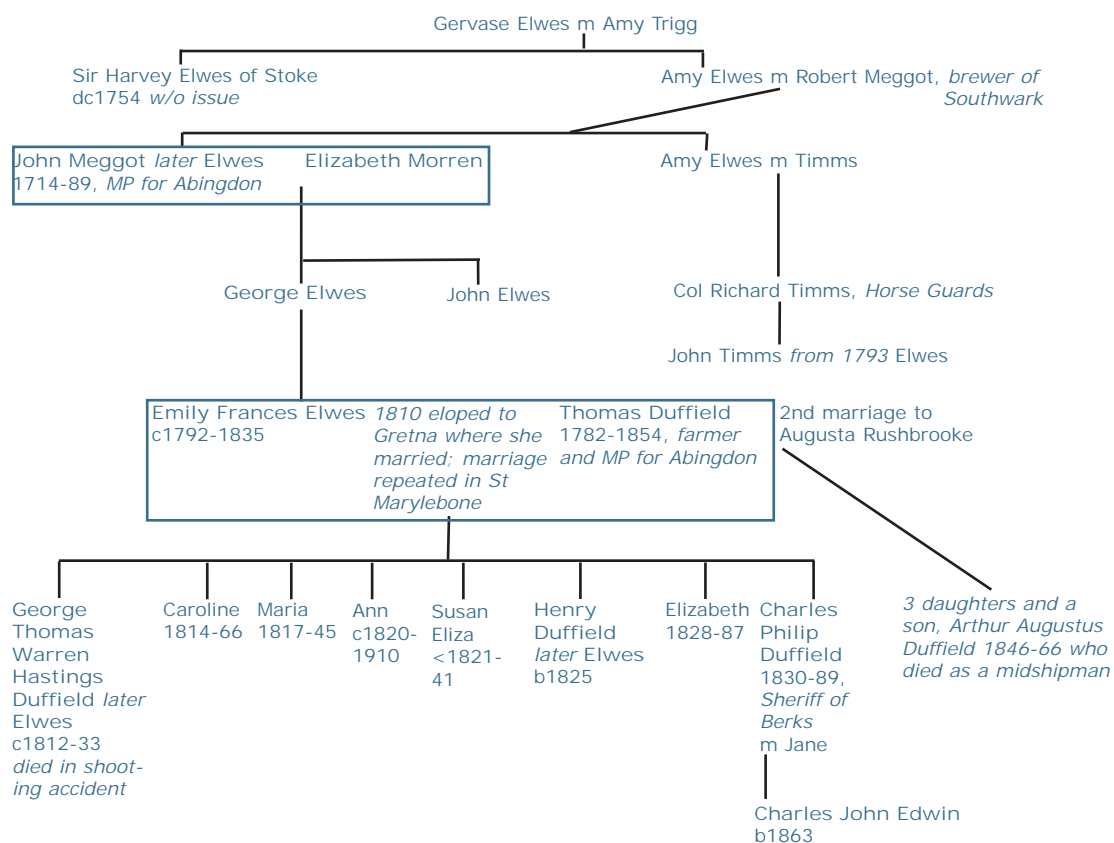 Gervase Elwes m Amy Trigg
Sir Harvey Elwes of Stoke
dc1754 w/o issue
Amy Elwes m Robert Meggot, brewer of
Southwark
John Meggot later Elwes
1714-89, MP for Abingdon
Elizabeth Morren
Amy Elwes m Timms
George Elwes
John Elwes
Col Richard Timms, Horse Guards
John Timms from 1793 Elwes
Emily Frances Elwes
c1792-1835
1810 eloped to
Gretna where she
married; marriage
repeated in St
Marylebone
Thomas Duffield
1782-1854, farmer
and MP for Abingdon
2nd marriage to
Augusta Rushbrooke
George
Thomas
Warren
Hastings
Duffield later
Elwes
c1812-33
died in shoot-
ing accident
Caroline
1814-66
Maria
1817-45
Ann
c1820-
1910
Susan
Eliza
<1821-
41
Henry
Duffield
later Elwes
b1825
Elizabeth
1828-87
Charles
Philip
Duffield
1830-89,
Sheriff of
Berks
m Jane
3 daughters and a
son, Arthur Augustus
Duffield 1846-66 who
died as a midshipman
Charles John Edwin
b1863